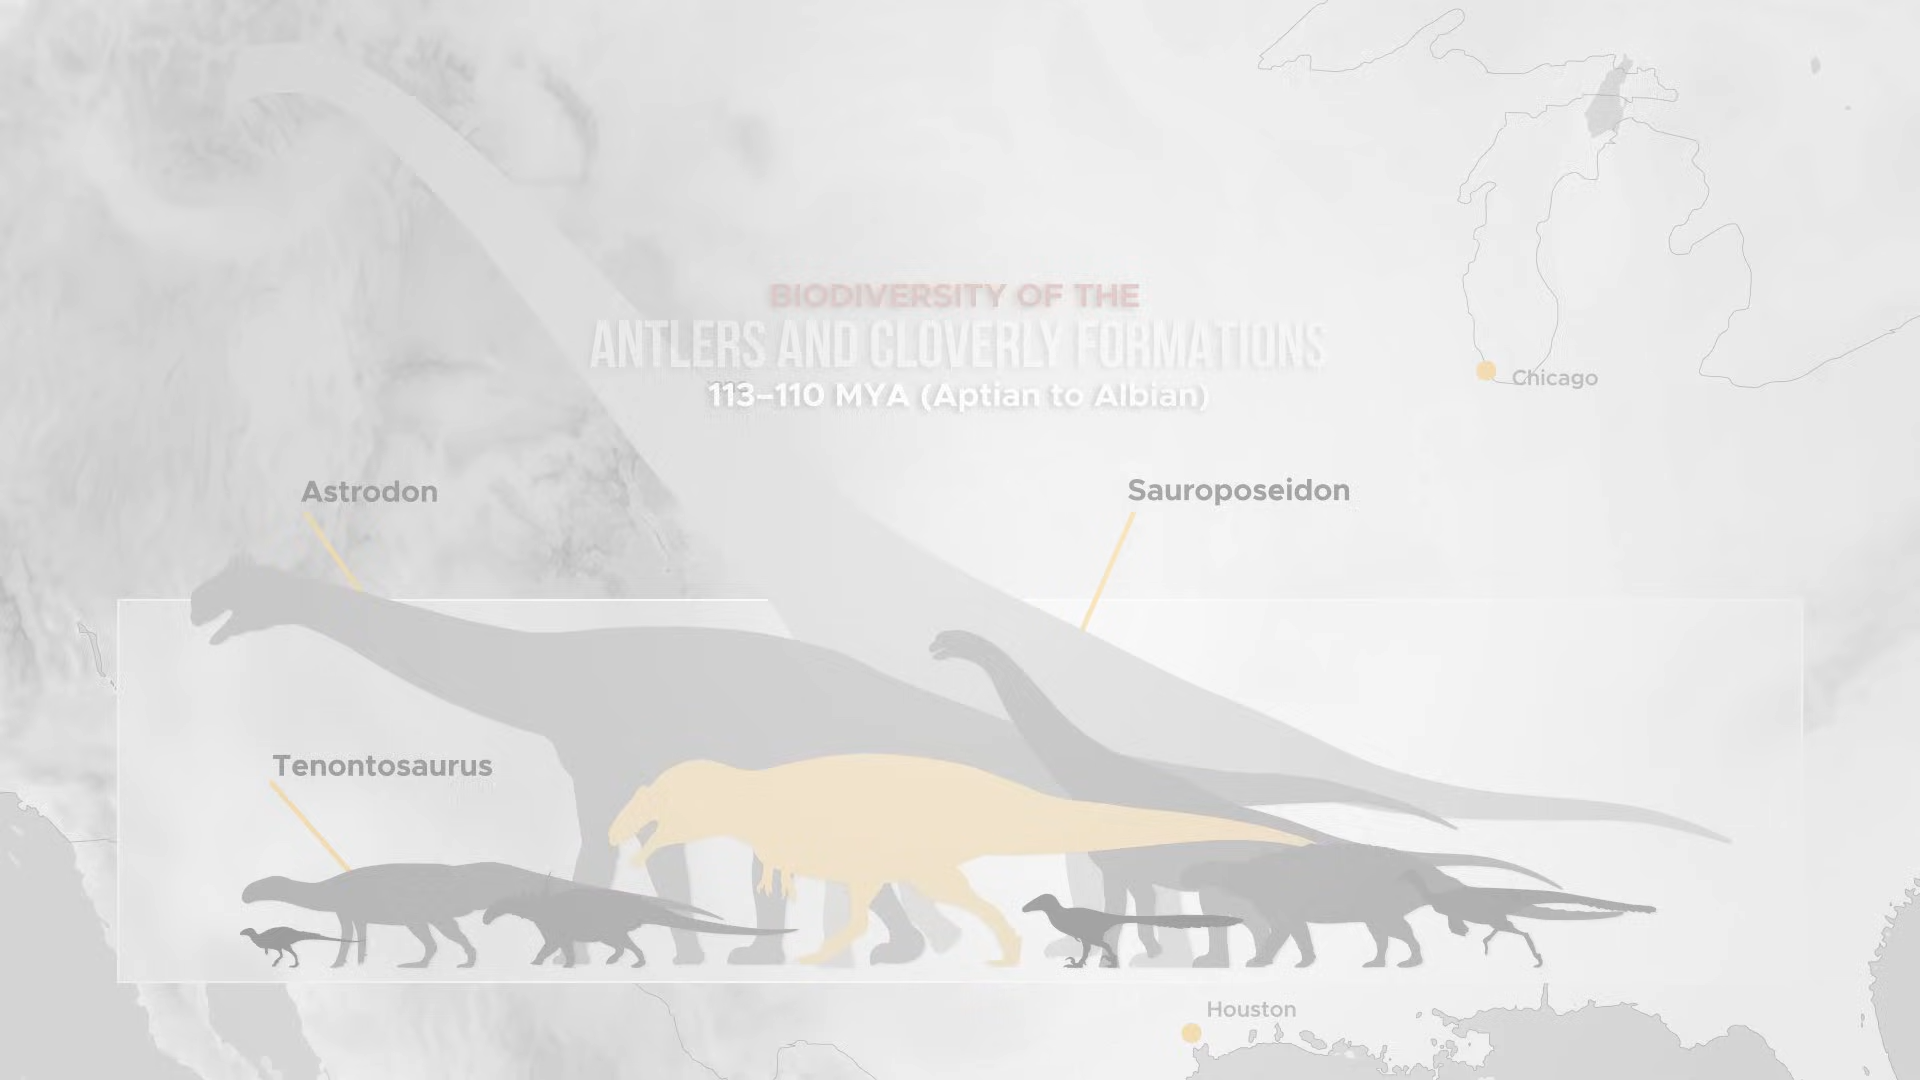 BIODIVERSITY OF THE
ANTLERS AND CLOVERLY FORMATIONS
113–110 MYA (Aptian to Albian)
Chicago
Astrodon
Sauroposeidon
Tenontosaurus
Houston